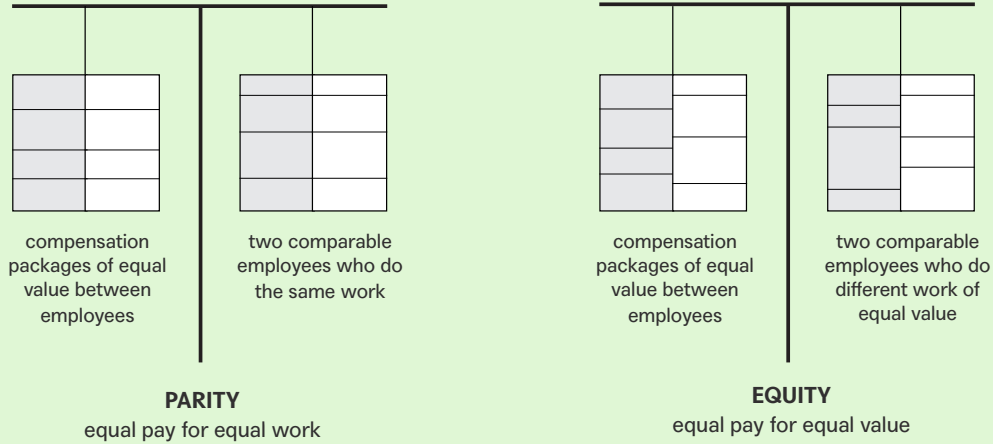 compensation
packages of equal
value between
employees
two comparable
employees who do
the same work
PARITY
equal pay for equal work
compensation
packages of equal
value between
employees
two comparable
employees who do
different work of
equal value
EQUITY
equal pay for equal value